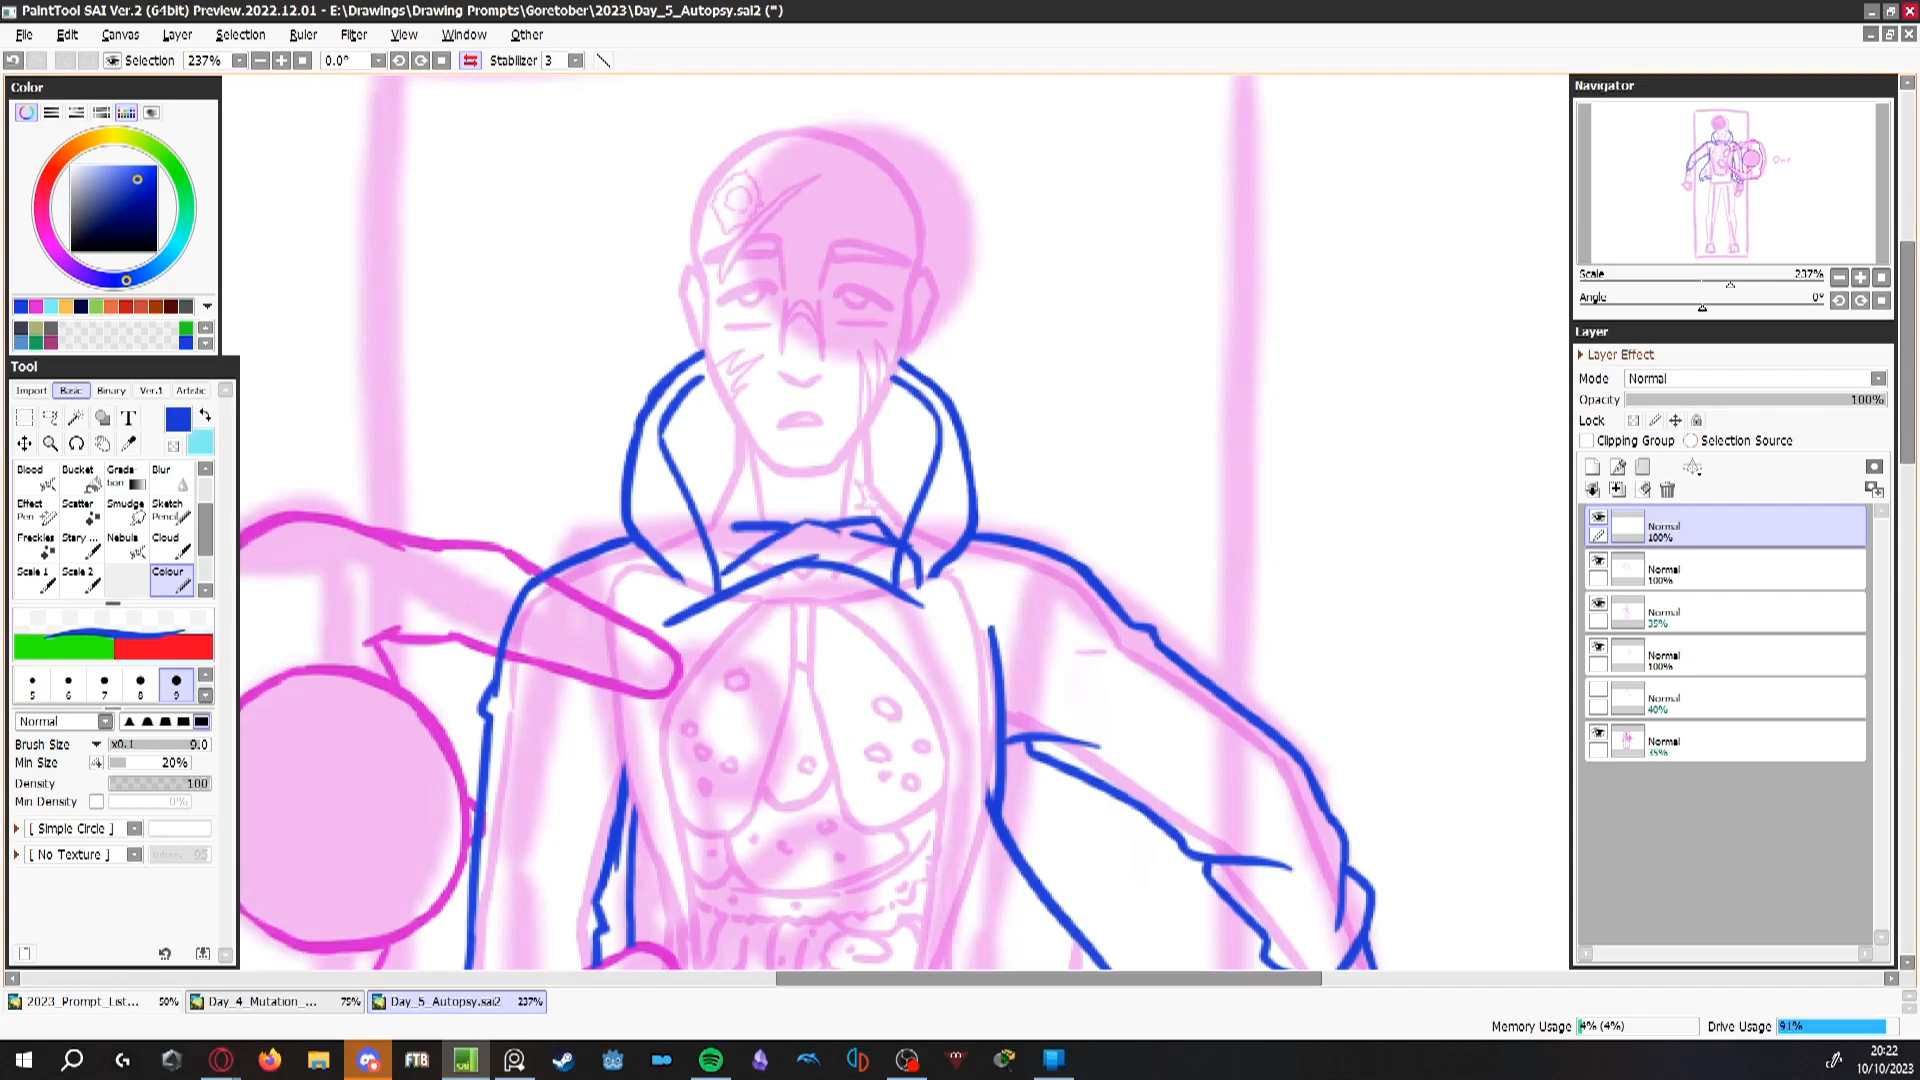 PaintTool SAI Ver.2 (64bit) Preview.2022.12.01 - E:\Drawings\Drawing Prompts\Goretober\2023\Day_5_Autopsy.sai2 (*)
File Edit Canvas Layer Selection Ruler Filter View Window Other
Selection 237% 0.0° Stabilizer 3
Color
Tool
Import Basic Binary Ver.1 Artistic
T
Blood Bucket Grada-tion Blur
Effect Pen Scatter Smudge Sketch Pencil
Freckles Stary ... Nebula Cloud
Scale 1 Scale 2 Colour
5 6 7 8 9
Normal
Brush Size x0.1 9.0
Min Size 20%
Density 100
Min Density 0%
[ Simple Circle ]
[ No Texture ] 95
Navigator
Scale 237%
Angle 0°
Layer
Layer Effect
Mode Normal
Opacity 100%
Lock
Clipping Group Selection Source
Normal
100%
Normal
100%
Normal
35%
Normal
100%
Normal
40%
Normal
35%
2023_Prompt_List... 50% Day_4_Mutation_... 75% Day_5_Autopsy.sai2 237%
Memory Usage 4% (4%) Drive Usage 91%
FTB
SAI
20:22
10/10/2023